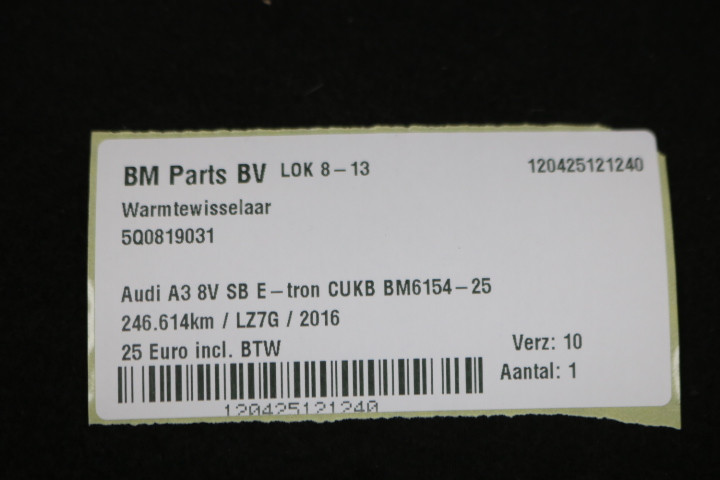 BM Parts BV LOK 8-13 120425121240
Warmtewisselaar
5Q0819031
Audi A3 8V SB E-tron CUKB BM6154-25
246.614km / LZ7G / 2016
25 Euro incl. BTW
Verz: 10
Aantal: 1
120425121240